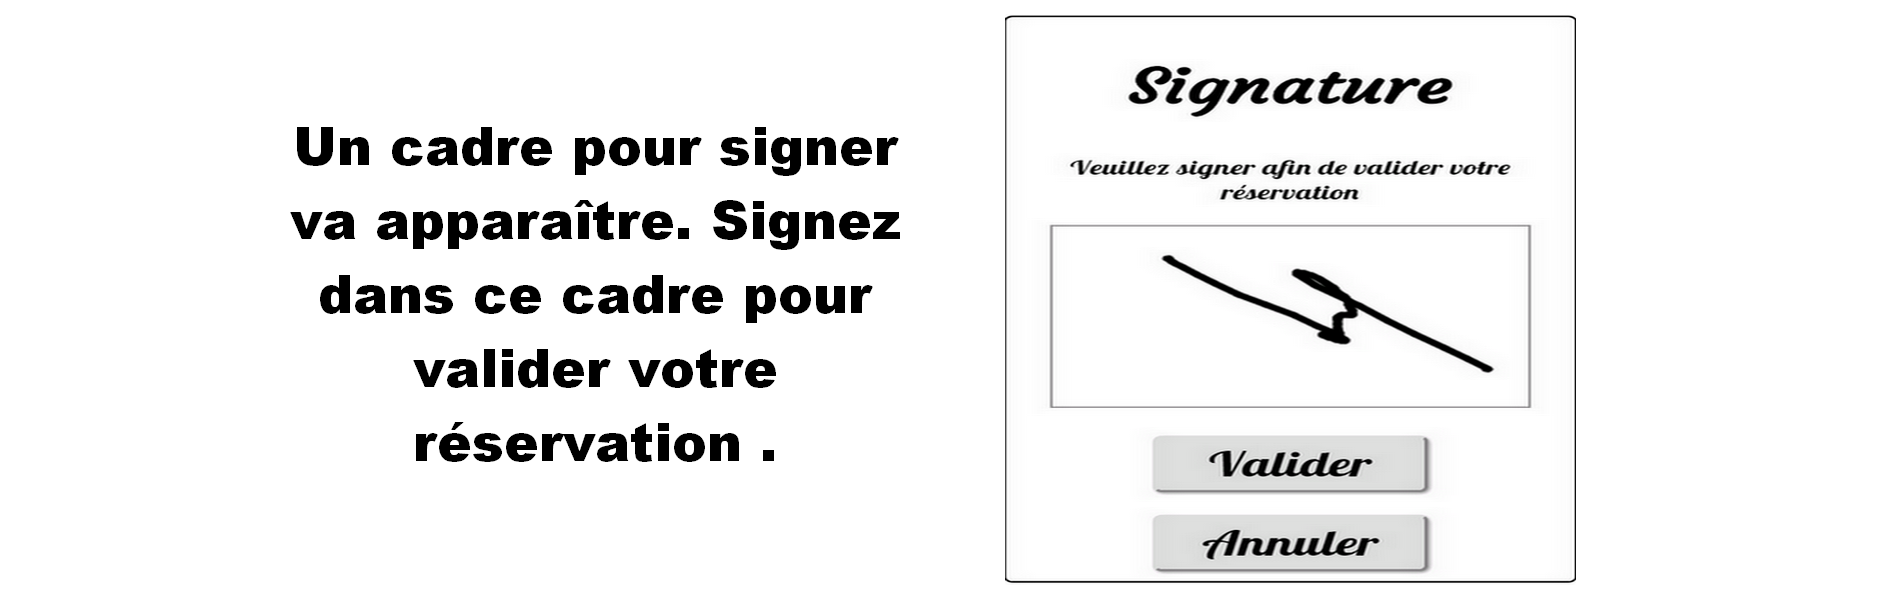 Un cadre pour signer
va apparaître. Signez
dans ce cadre pour
valider votre
réservation .
Signature
Veuillez signer afin de valider votre
réservation
Valider
Annuler